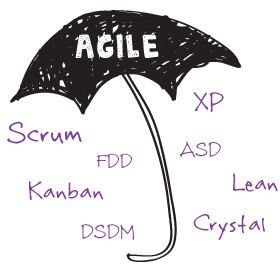 AGILE
XP
Scrum
FDD
ASD
Kanban
Lean
DSDM
Crystal